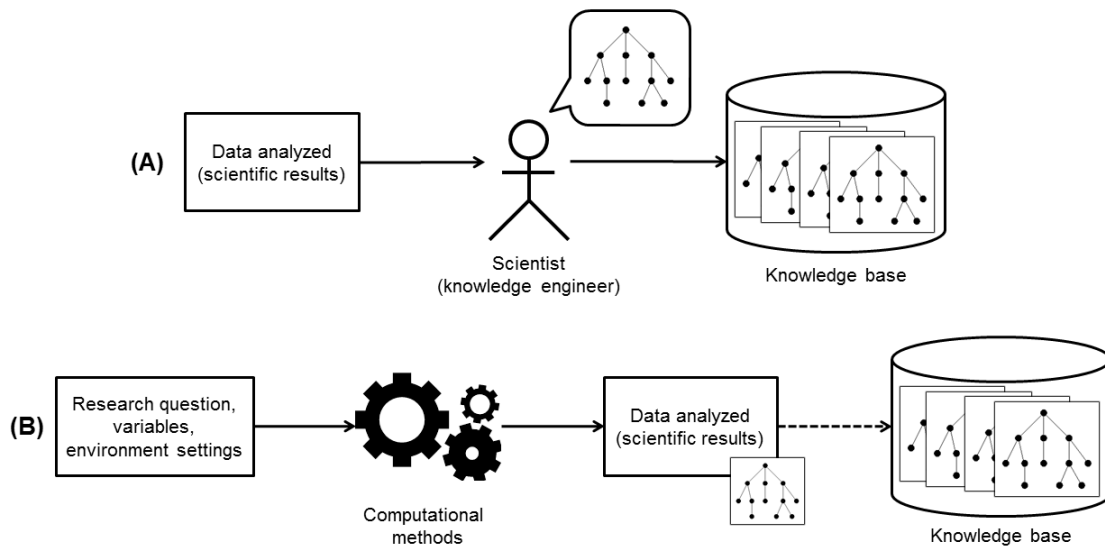 (A)
Data analyzed
(scientific results)
Scientist
(knowledge engineer)
Knowledge base
(B)
Research question,
variables,
environment settings
Computational
methods
Data analyzed
(scientific results)
Knowledge base